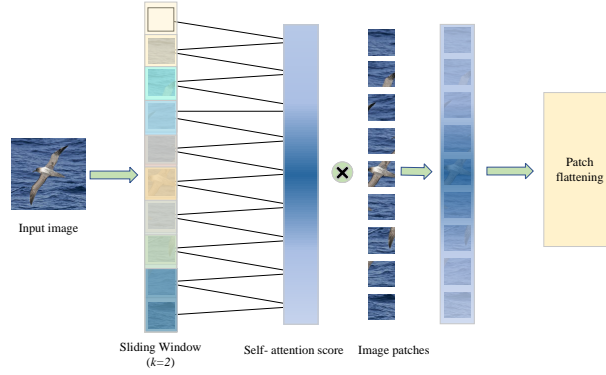 Input image
Sliding Window
(k=2)
Self- attention score
Image patches
Patch
flattening